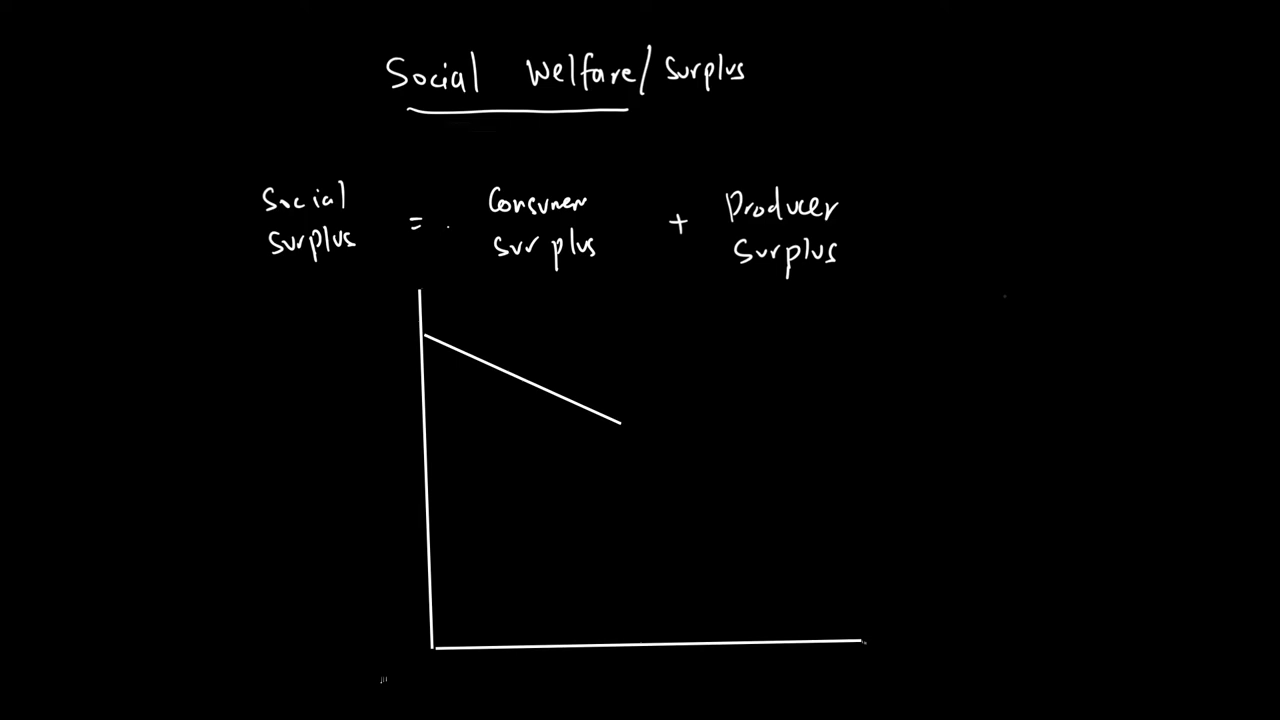 Social Welfare/Surplus
Social
Surplus
=
Consumer
Surplus
+
Producer
Surplus